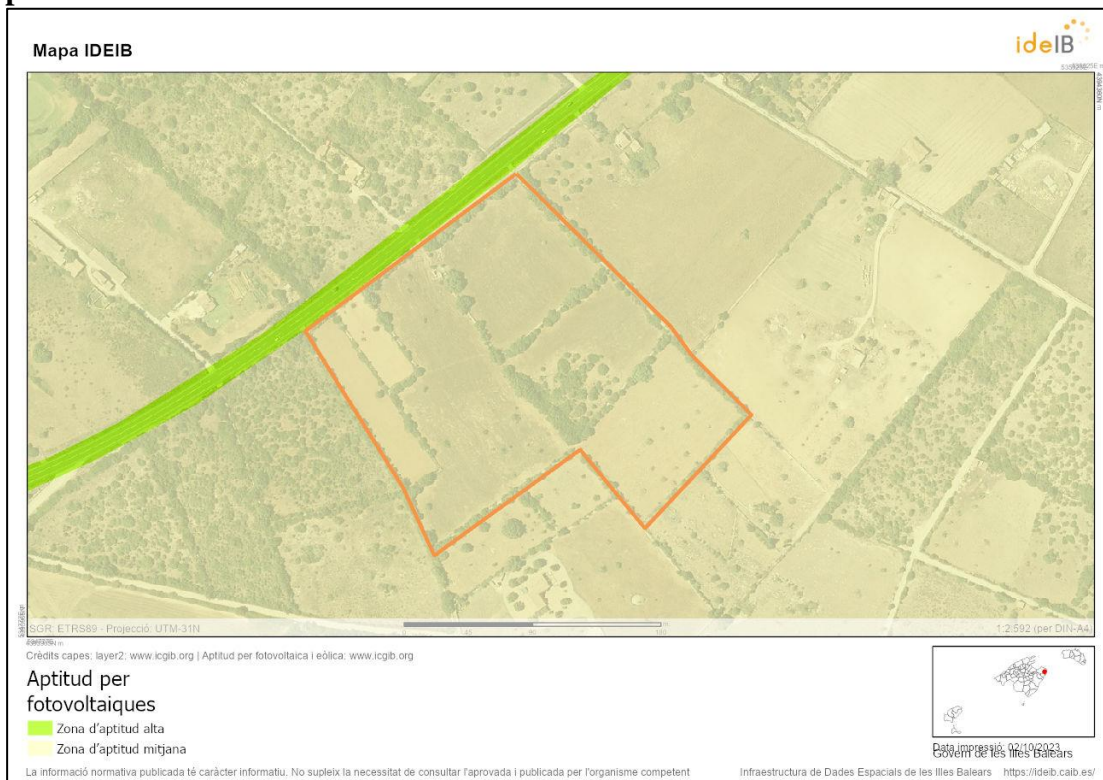 Mapa IDEIB
ideIB
SGR: ETRS89 - Projecció: UTM-31N
0 45 90 180
1:2.592 (per DIN-A4)
Crèdits capes: layer2: www.icgib.org | Aptitud per fotovoltaica i eòlica: www.icgib.org
Aptitud per
fotovoltaiques
Zona d'aptitud alta
Zona d'aptitud mitjana
Data impressió: 02/10/2023
Govern de les Illes Balears
La informació normativa publicada té caràcter informatiu. No supleix la necessitat de consultar l'aprovada i publicada per l'organisme competent
Infraestructura de Dades Espacials de les Illes Balears https://ideib.caib.es/